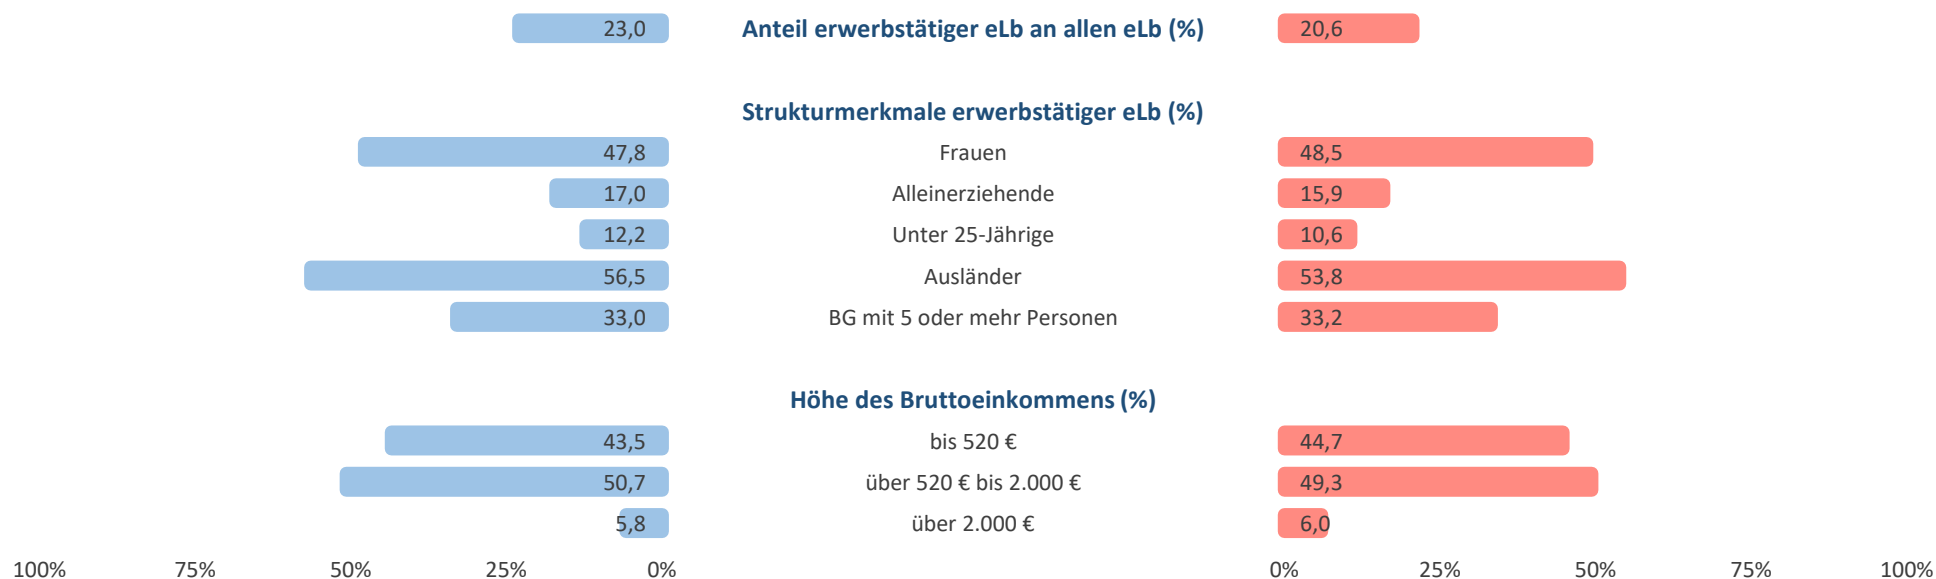 23,0 Anteil erwerbstätiger eLb an allen eLb (%) 20,6
Strukturmerkmale erwerbstätiger eLb (%)
47,8 Frauen 48,5
17,0 Alleinerziehende 15,9
12,2 Unter 25-Jährige 10,6
56,5 Ausländer 53,8
33,0 BG mit 5 oder mehr Personen 33,2
Höhe des Bruttoeinkommens (%)
43,5 bis 520 € 44,7
50,7 über 520 € bis 2.000 € 49,3
5,8 über 2.000 € 6,0
100% 75% 50% 25% 0% 0% 25% 50% 75% 100%